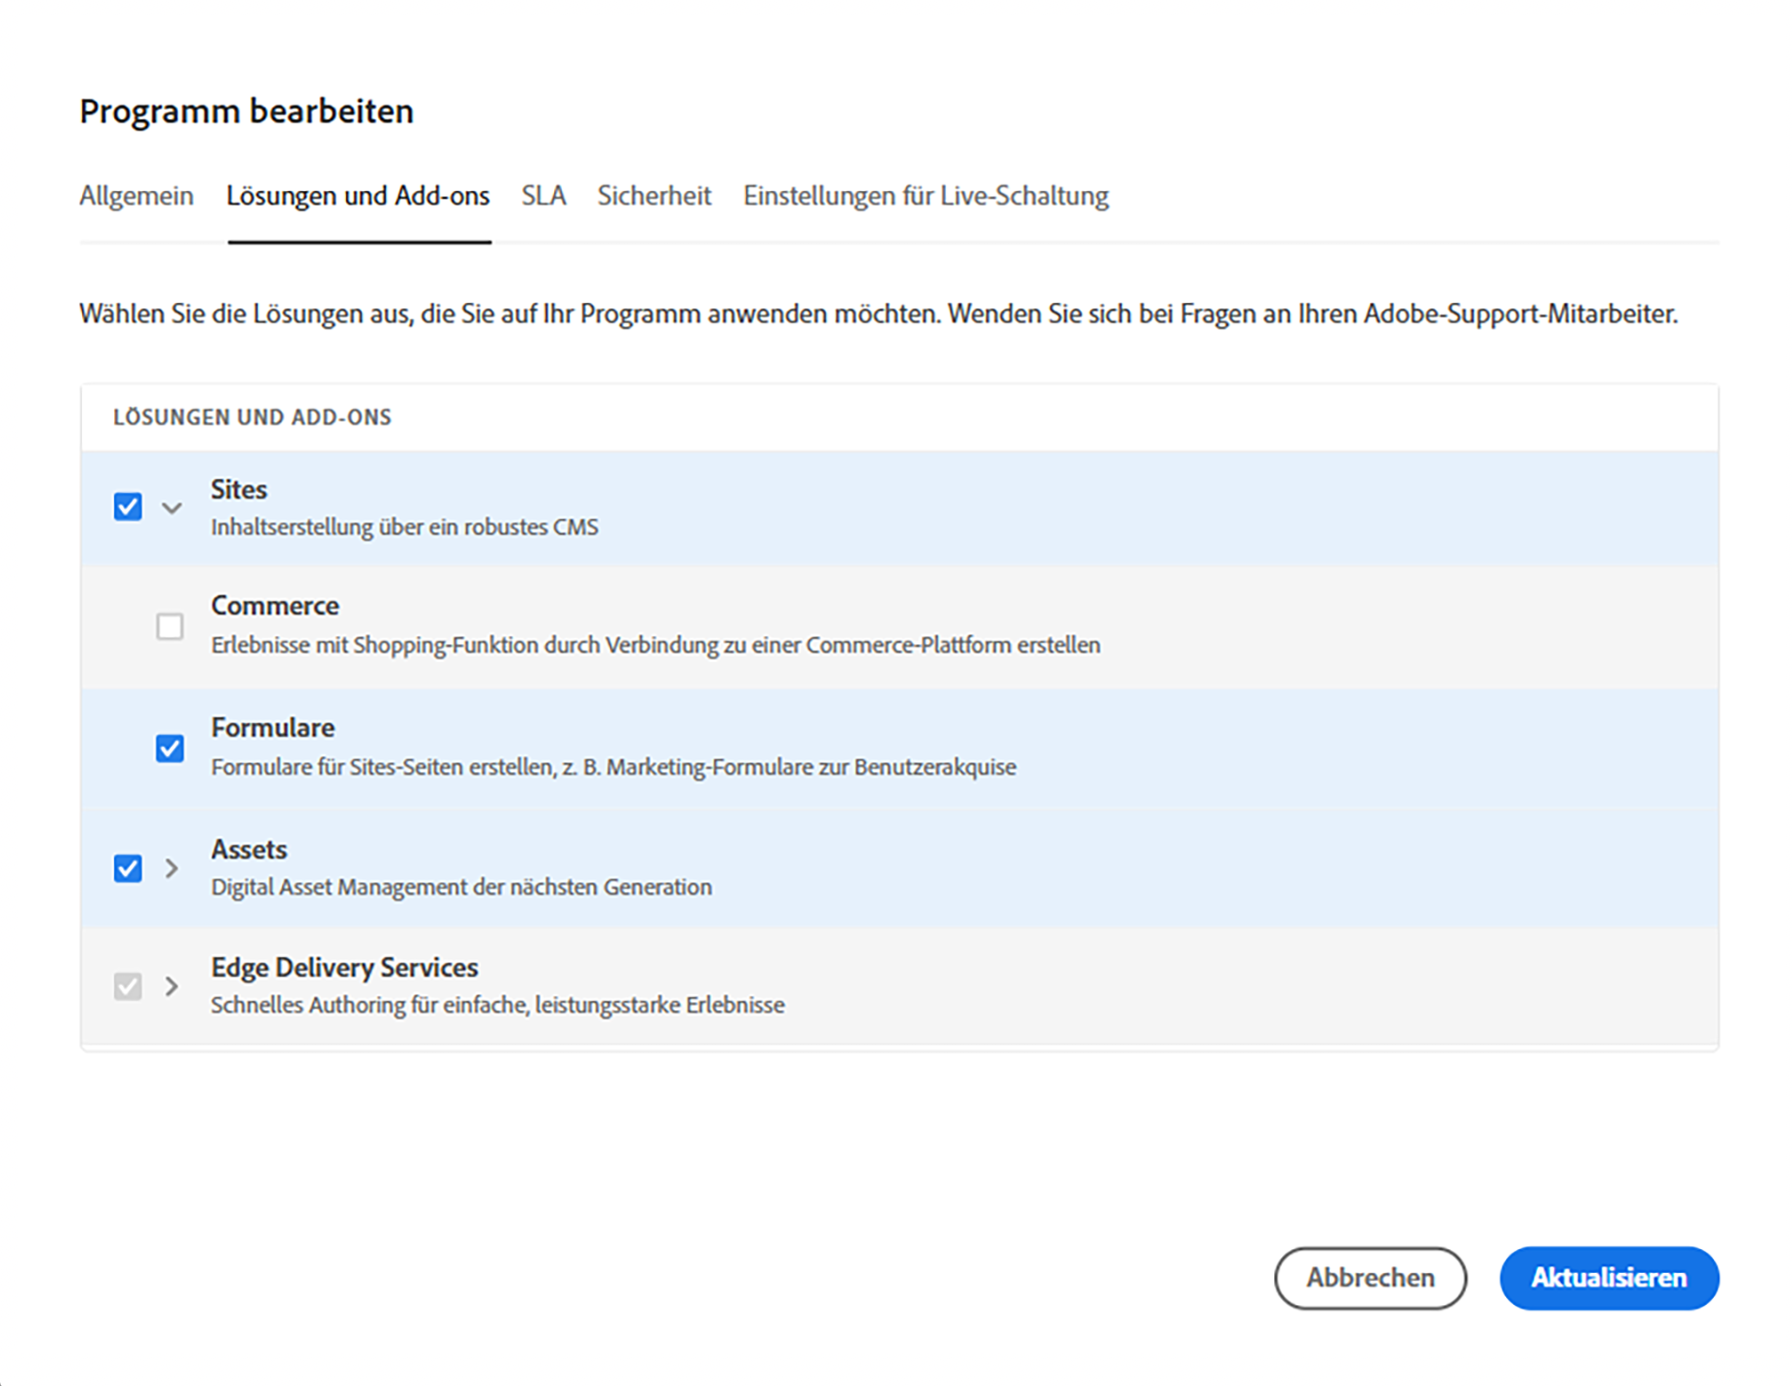 Programm bearbeiten
Allgemein Lösungen und Add-ons SLA Sicherheit Einstellungen für Live-Schaltung
Wählen Sie die Lösungen aus, die Sie auf Ihr Programm anwenden möchten. Wenden Sie sich bei Fragen an Ihren Adobe-Support-Mitarbeiter.
LÖSUNGEN UND ADD-ONS
Sites
Inhaltserstellung über ein robustes CMS
Commerce
Erlebnisse mit Shopping-Funktion durch Verbindung zu einer Commerce-Plattform erstellen
Formulare
Formulare für Sites-Seiten erstellen, z. B. Marketing-Formulare zur Benutzerakquise
Assets
Digital Asset Management der nächsten Generation
Edge Delivery Services
Schnelles Authoring für einfache, leistungsstarke Erlebnisse
Abbrechen Aktualisieren